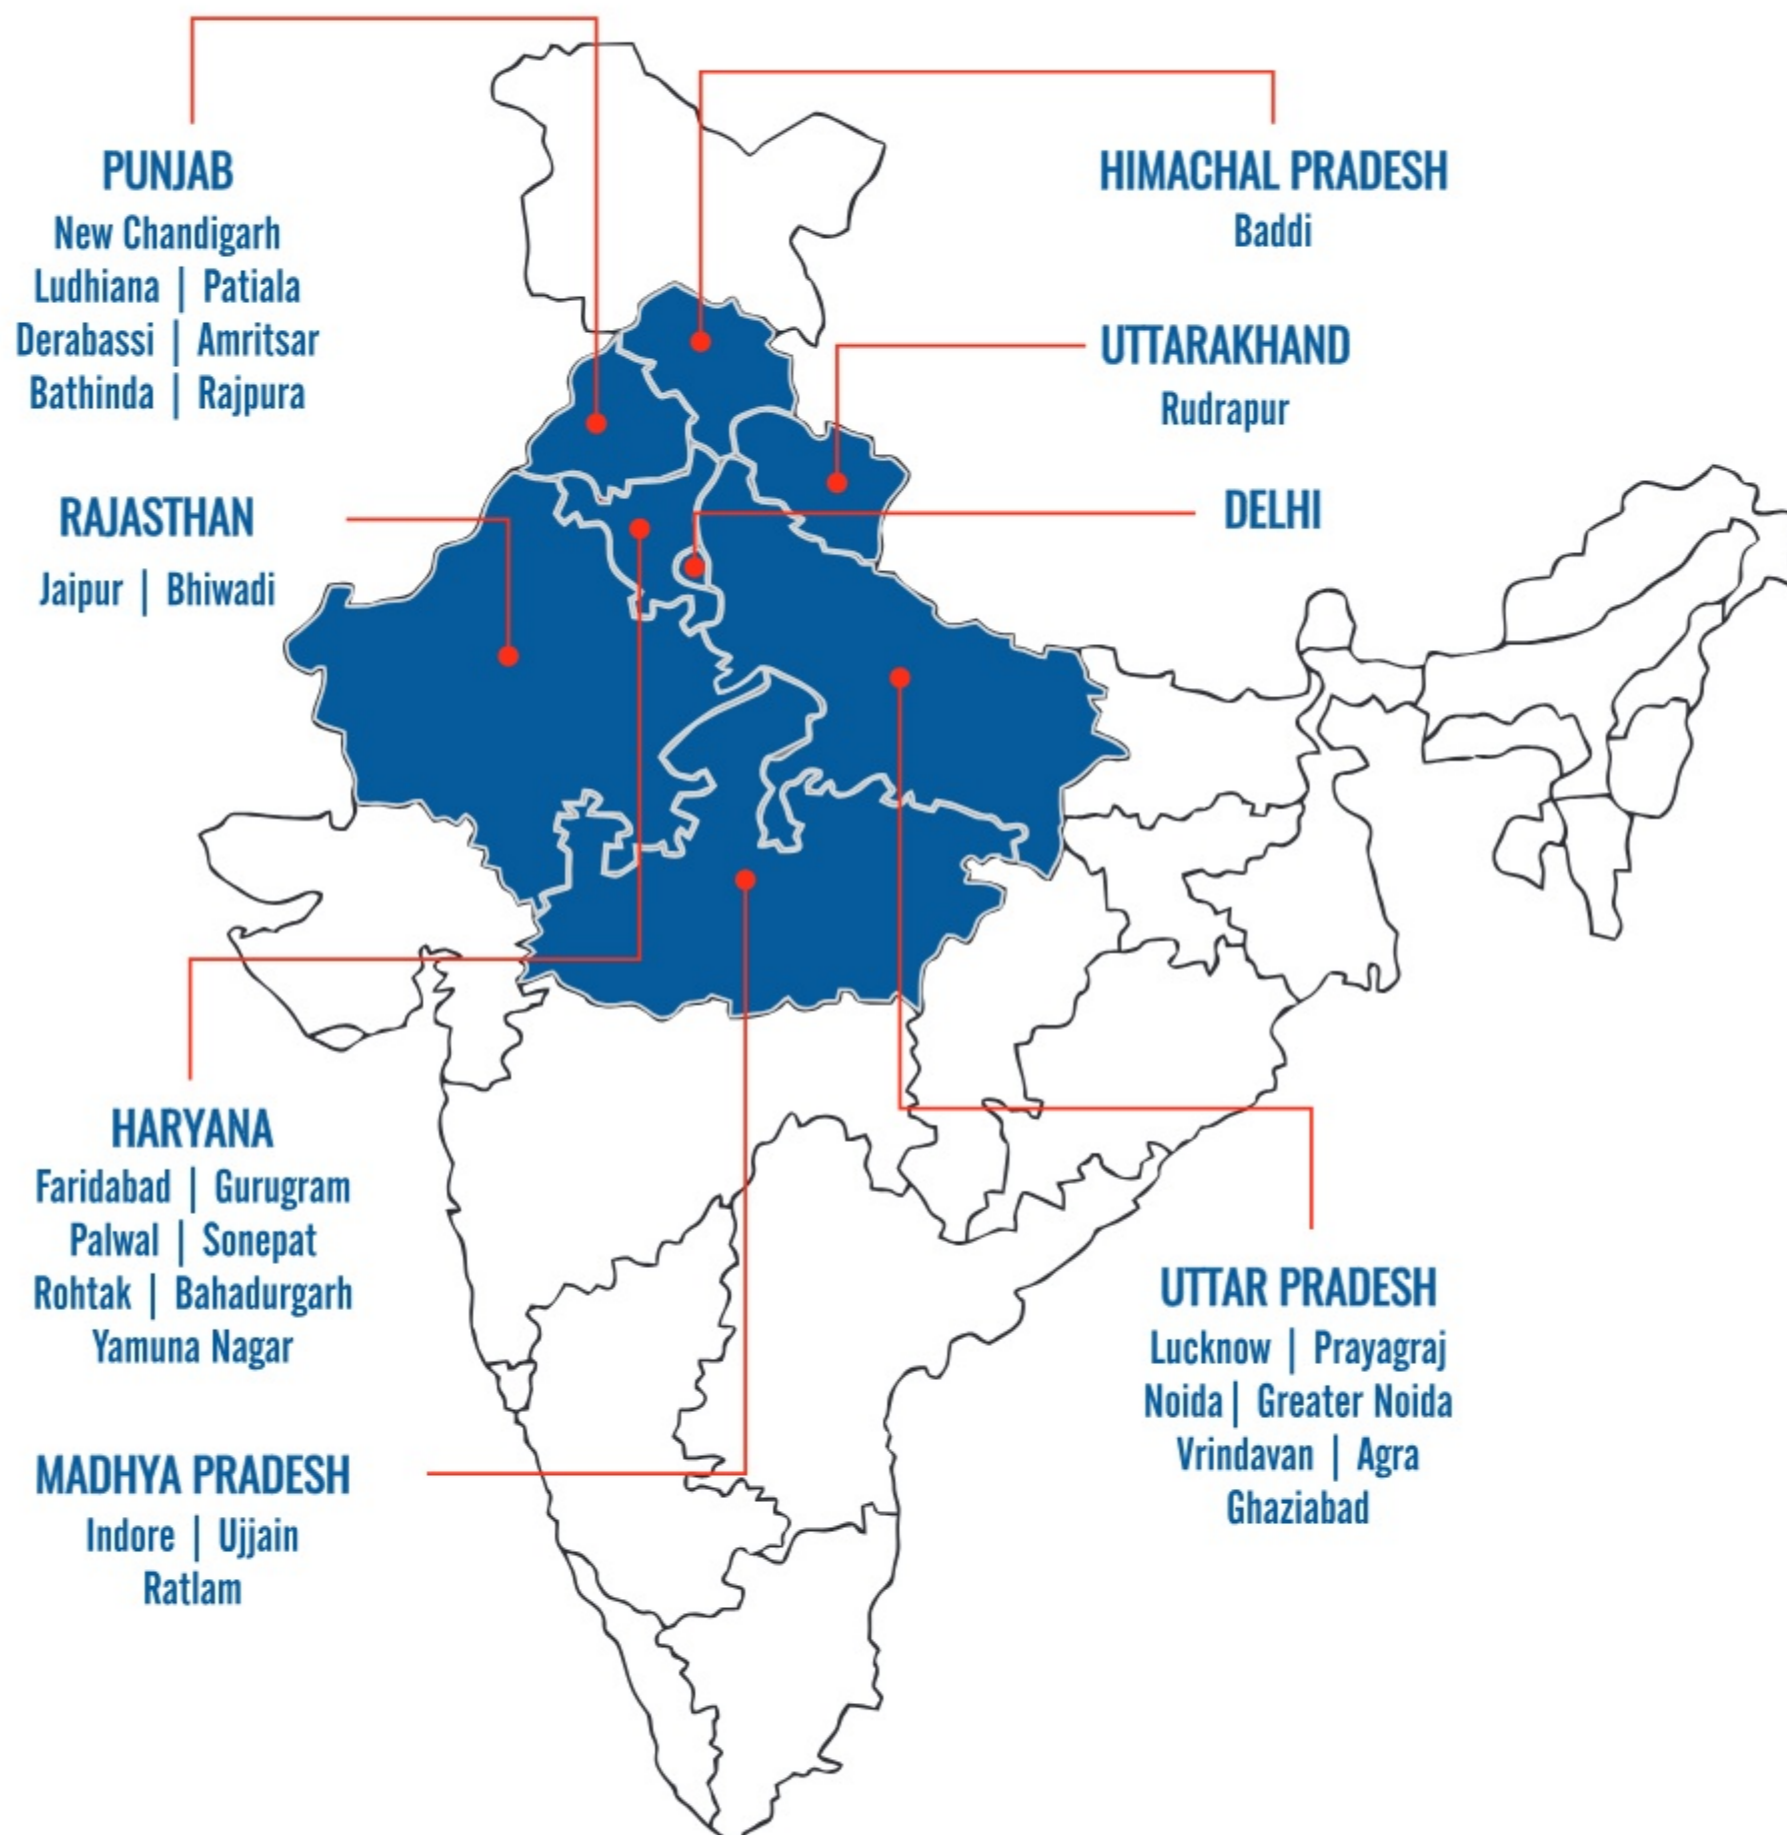 PUNJAB
New Chandigarh
Ludhiana | Patiala
Derabassi | Amritsar
Bathinda | Rajpura
HIMACHAL PRADESH
Baddi
UTTARAKHAND
Rudrapur
RAJASTHAN
Jaipur | Bhiwadi
DELHI
HARYANA
Faridabad | Gurugram
Palwal | Sonepat
Rohtak | Bahadurgarh
Yamuna Nagar
MADHYA PRADESH
Indore | Ujjain
Ratlam
UTTAR PRADESH
Lucknow | Prayagraj
Noida| Greater Noida
Vrindavan | Agra
Ghaziabad